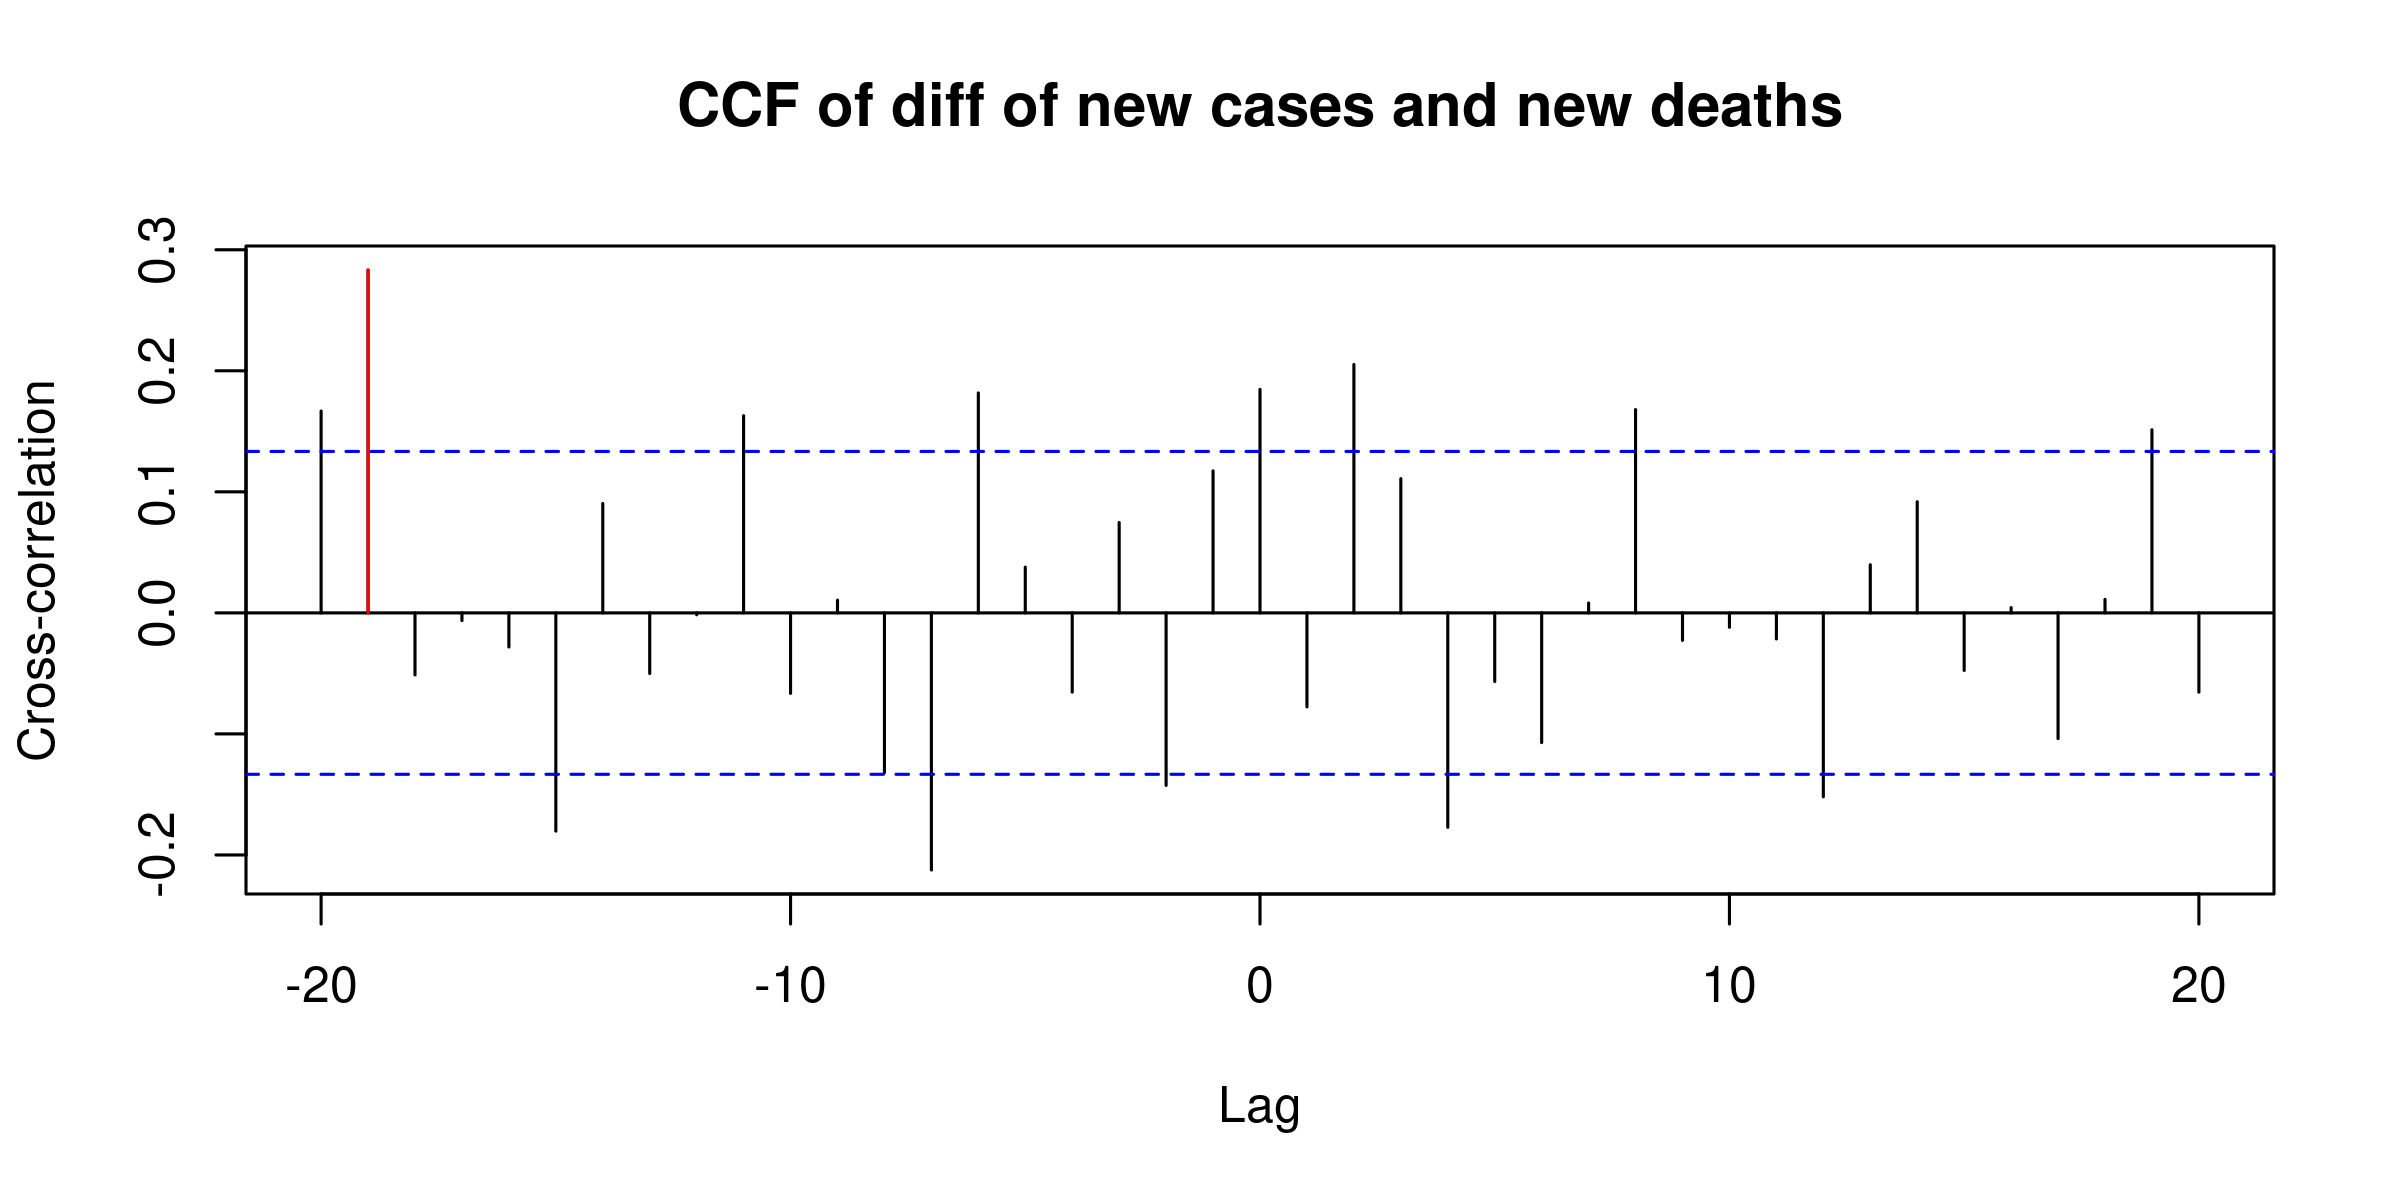 CCF of diff of new cases and new deaths
Cross-correlation
0.3
0.2
0.1
0.0
-0.2
-20 -10 0 10 20
Lag